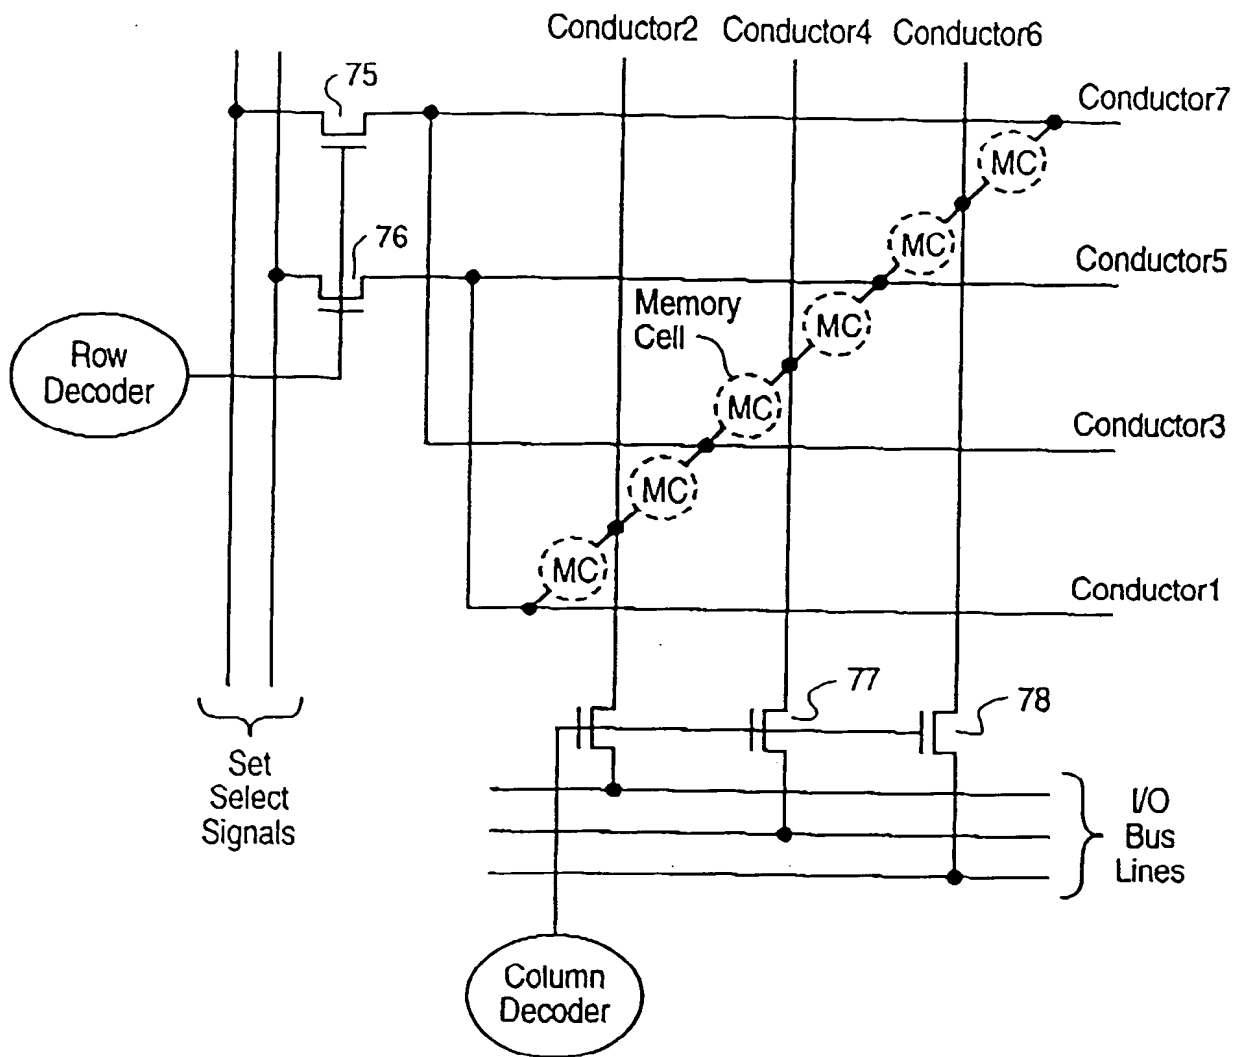 Conductor2 Conductor4 Conductor6
75
Conductor7
MC
76
MC
Conductor5
Memory
Cell
MC
Row
Decoder
MC
Conductor3
MC
MC
Conductor1
77
78
Set
Select
Signals
I/O
Bus
Lines
Column
Decoder